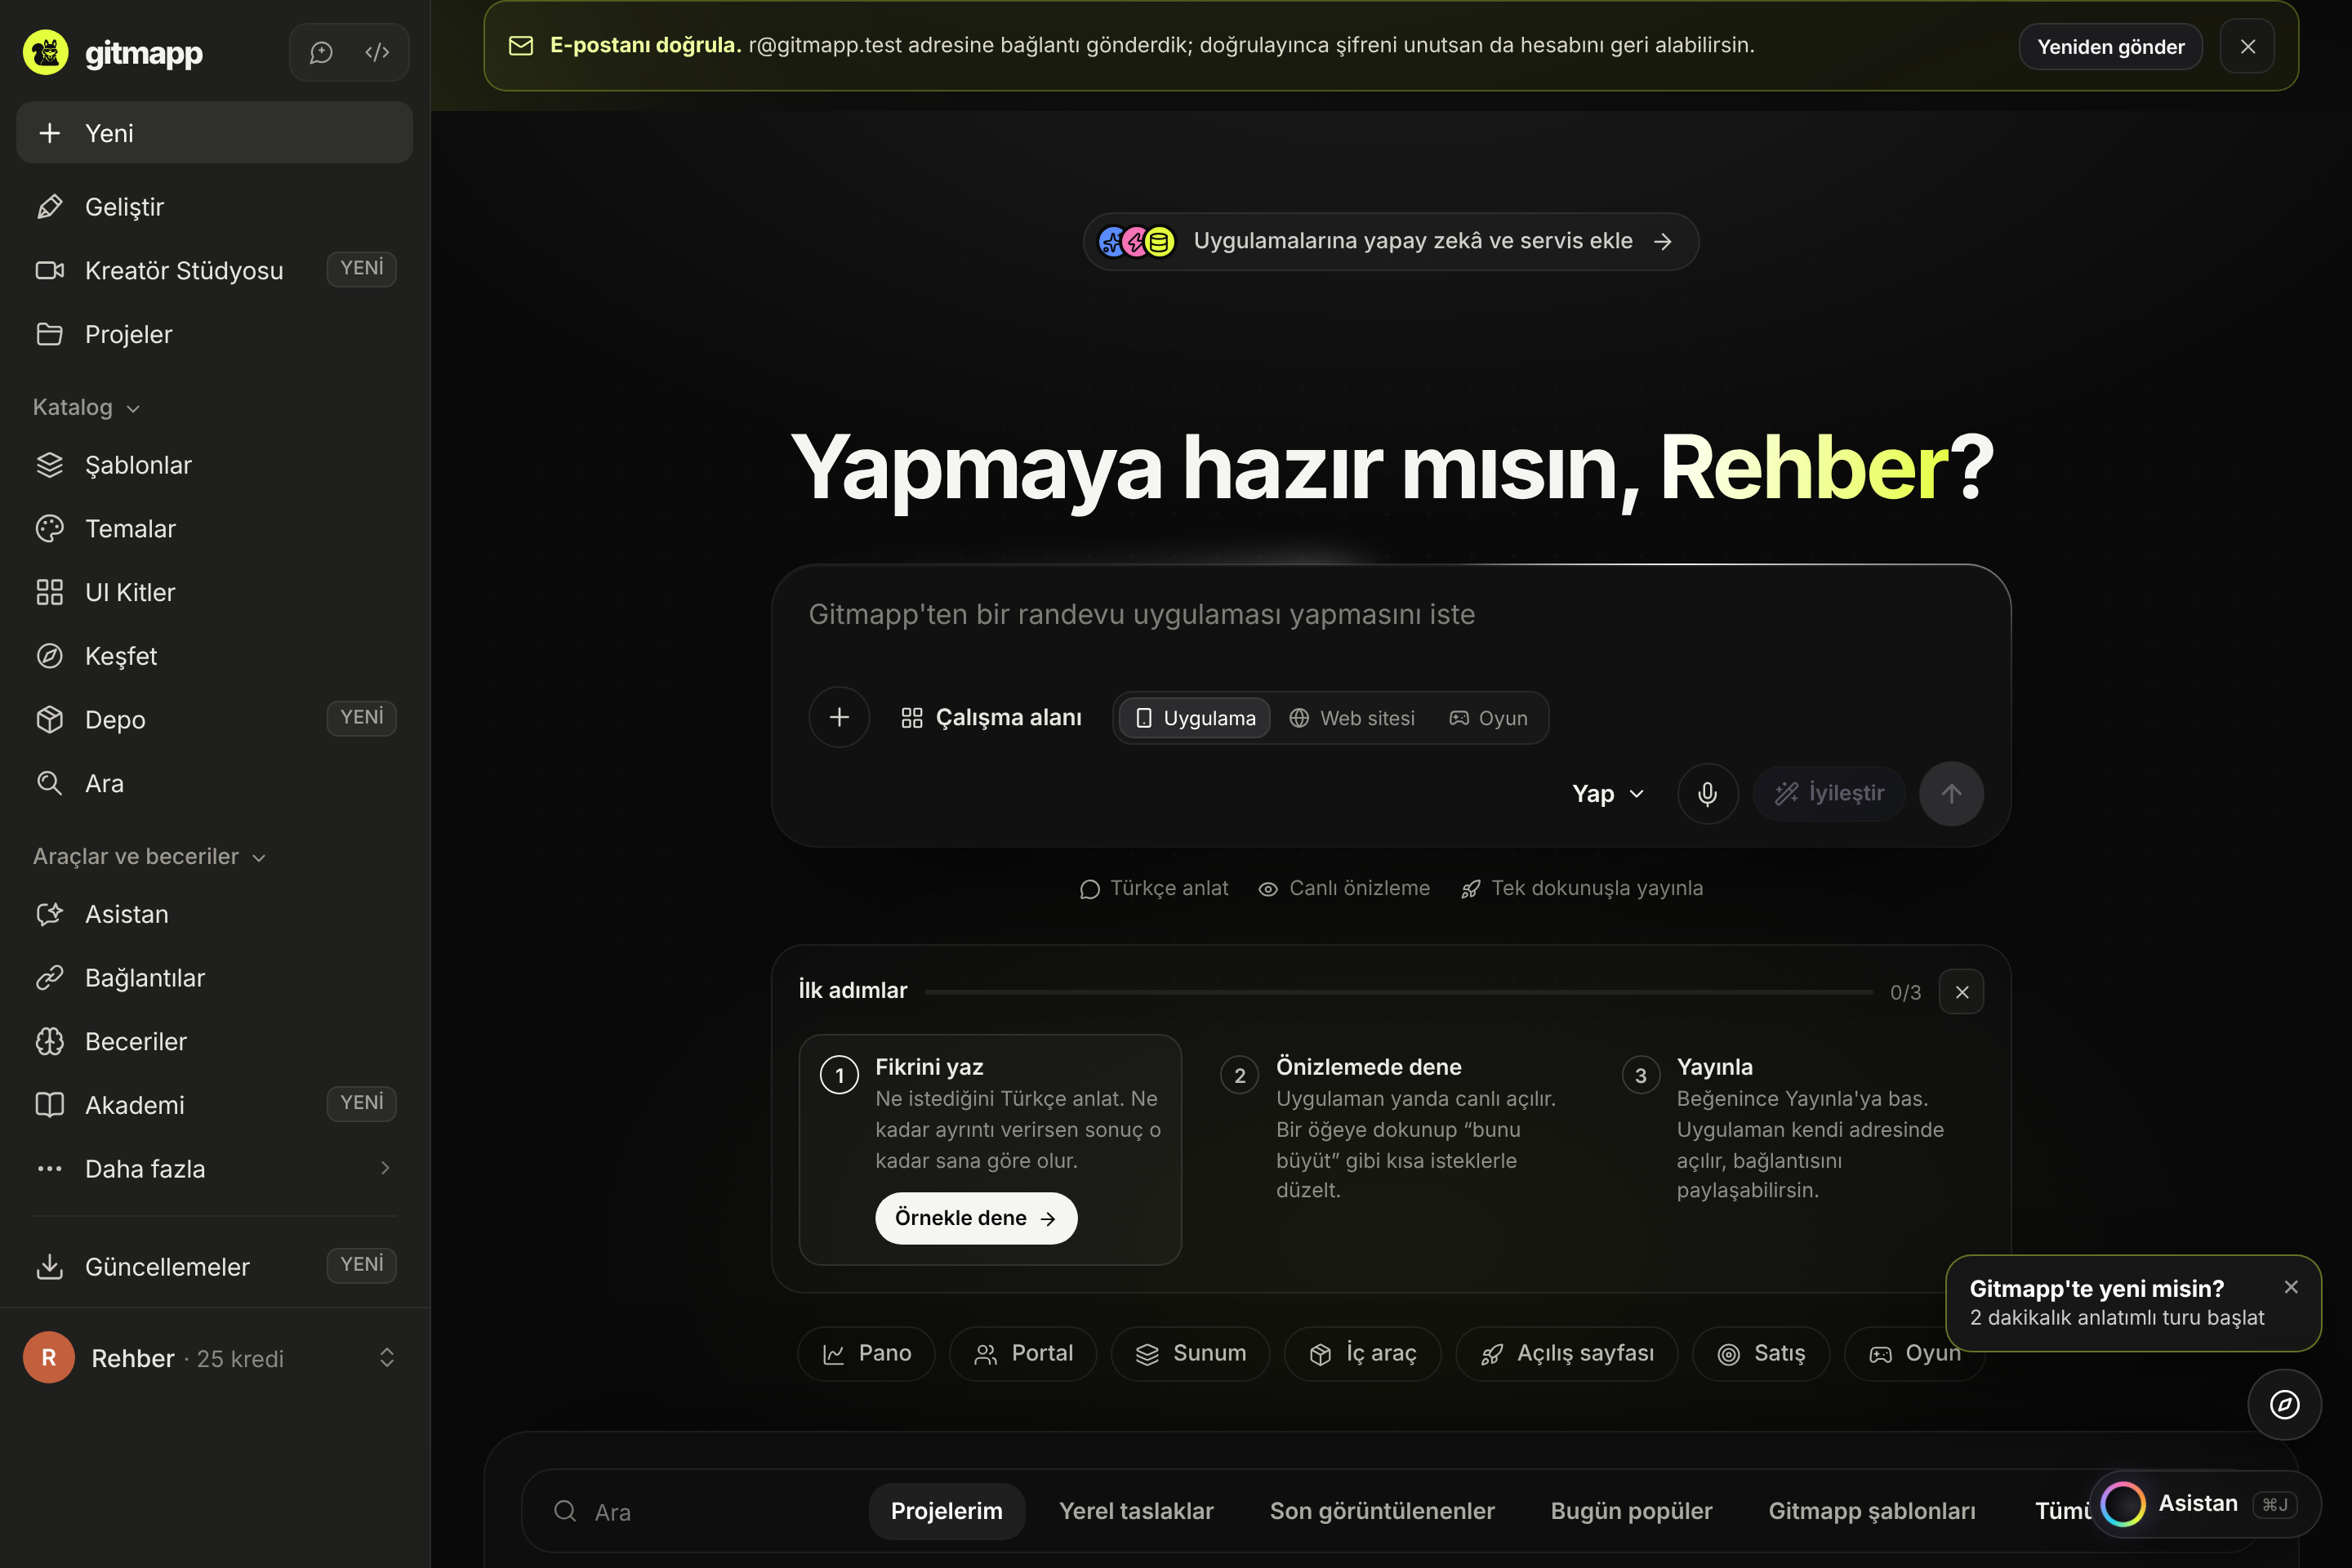 gitmapp
Yeni
Geliştir
Kreatör Stüdyosu YENİ
Projeler
Katalog
Şablonlar
Temalar
UI Kitler
Keşfet
Depo YENİ
Ara
Araçlar ve beceriler
Asistan
Bağlantılar
Beceriler
Akademi YENİ
Daha fazla
Güncellemeler YENİ
R Rehber · 25 kredi
E-postanı doğrula. r@gitmapp.test adresine bağlantı gönderdik; doğrulayınca şifreni unutsan da hesabını geri alabilirsin. Yeniden gönder
Uygulamalarına yapay zekâ ve servis ekle
Yapmaya hazır mısın, Rehber?
Gitmapp'ten bir randevu uygulaması yapmasını iste
Çalışma alanı Uygulama Web sitesi Oyun
Yap İyileştir
Türkçe anlat Canlı önizleme Tek dokunuşla yayınla
İlk adımlar 0/3
1 Fikrini yaz
Ne istediğini Türkçe anlat. Ne
kadar ayrıntı verirsen sonuç o
kadar sana göre olur.
Örnekle dene
2 Önizlemede dene
Uygulaman yanda canlı açılır.
Bir öğeye dokunup “bunu
büyüt” gibi kısa isteklerle
düzelt.
3 Yayınla
Beğenince Yayınla'ya bas.
Uygulaman kendi adresinde
açılır, bağlantısını
paylaşabilirsin.
Gitmapp'te yeni misin?
2 dakikalık anlatımlı turu başlat
Pano Portal Sunum İç araç Açılış sayfası Satış Oyun
Ara Projelerim Yerel taslaklar Son görüntülenenler Bugün popüler Gitmapp şablonları
Asistan ⌘J